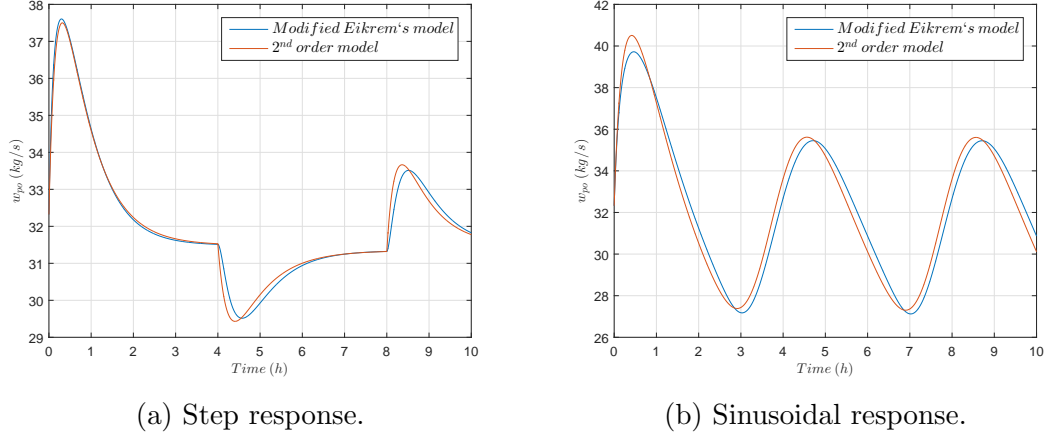 Modified Eikrem‘s model
2nd order model
38
37
36
35
34
33
32
31
30
29
0 1 2 3 4 5 6 7 8 9 10
w_po (kg/s)
Time (h)
(a) Step response.
Modified Eikrem‘s model
2nd order model
42
40
38
36
34
32
30
28
26
0 1 2 3 4 5 6 7 8 9 10
w_po (kg/s)
Time (h)
(b) Sinusoidal response.